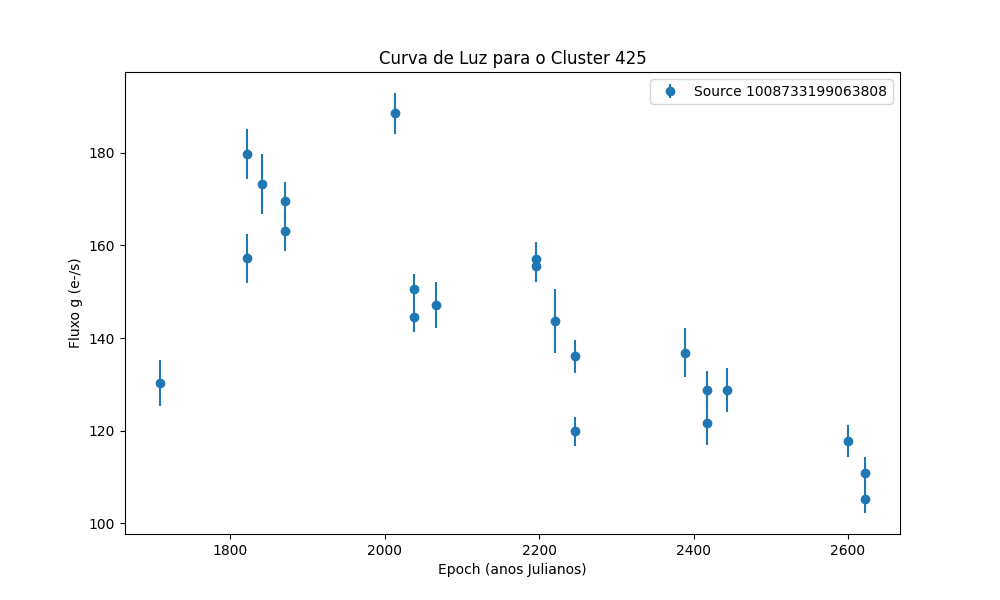 Curva de Luz para o Cluster 425
Source 1008733199063808
Fluxo g (e-/s)
180
160
140
120
100
1800 2000 2200 2400 2600
Epoch (anos Julianos)